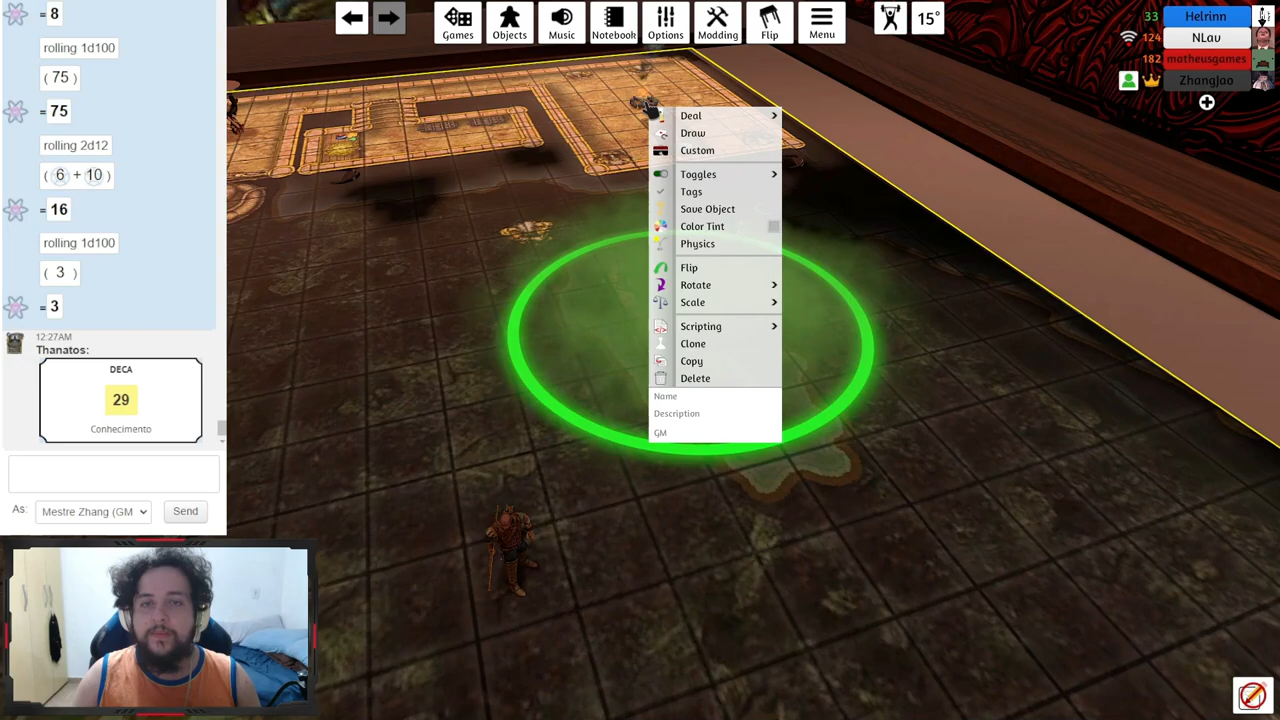 = 8
rolling 1d100
( 75 )
= 75
rolling 2d12
( 6 + 10 )
= 16
rolling 1d100
( 3 )
= 3
12:27AM
Thanatos:
DECA
29
Conhecimento
As: Mestre Zhang (GM
Send
Games
Objects
Music
Notebook
Options
Modding
Flip
Menu
15°
33 Helrinn
124 NLav
182 matheusgames
ZhangJao
Deal
Draw
Custom
Toggles
Tags
Save Object
Color Tint
Physics
Flip
Rotate
Scale
Scripting
Clone
Copy
Delete
Name
Description
GM